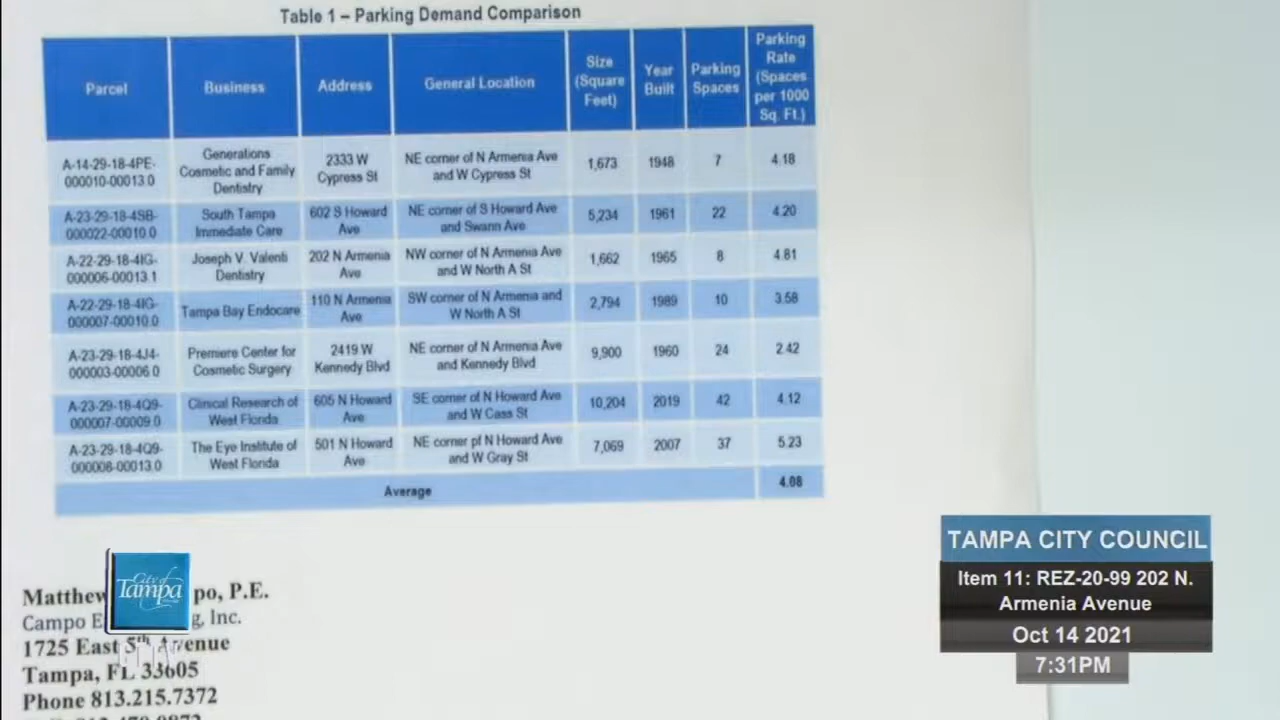 Table 1 – Parking Demand Comparison
Parcel Business Address General Location Size (Square Feet) Year Built Parking Spaces Parking Rate (Spaces per 1000 Sq. Ft.)
A-14-29-18-4PE-000010-00013.0 Generations Cosmetic and Family Dentistry 2333 W Cypress St NE corner of N Armenia Ave and W Cypress St 1,673 1948 7 4.18
A-23-29-18-4SB-000022-00010.0 South Tampa Immediate Care 602 S Howard Ave NE corner of S Howard Ave and Swann Ave 5,234 1961 22 4.20
A-22-29-18-4IG-000006-00013.1 Joseph V. Valenti Dentistry 202 N Armenia Ave NW corner of N Armenia Ave and W North A St 1,662 1965 8 4.81
A-22-29-18-4IG-000007-00010.0 Tampa Bay Endocare 110 N Armenia Ave SW corner of N Armenia and W North A St 2,794 1989 10 3.58
A-23-29-18-4J4-000003-00006.0 Premiere Center for Cosmetic Surgery 2419 W Kennedy Blvd NE corner of N Armenia Ave and Kennedy Blvd 9,900 1960 24 2.42
A-23-29-18-4Q9-000007-00009.0 Clinical Research of West Florida 605 N Howard Ave SE corner of N Howard Ave and W Cass St 10,204 2019 42 4.12
A-23-29-18-4Q9-000008-00013.0 The Eye Institute of West Florida 501 N Howard Ave NE corner pf N Howard Ave and W Gray St 7,069 2007 37 5.23
Average 4.08
Matthew po, P.E.
Campo E g, Inc.
1725 East 5th Avenue
Tampa, FL 33605
Phone 813.215.7372
City of
Tampa
TAMPA CITY COUNCIL
Item 11: REZ-20-99 202 N.
Armenia Avenue
Oct 14 2021
7:31PM